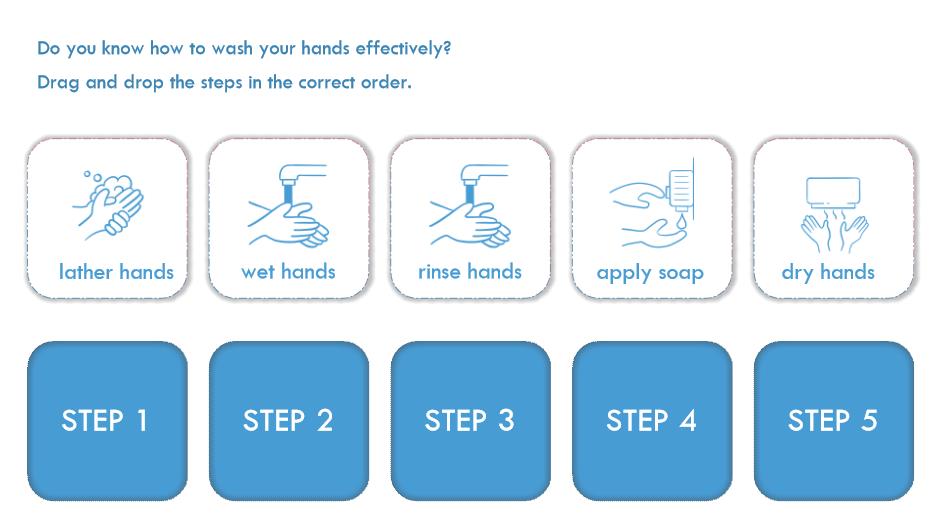 Do you know how to wash your hands effectively?
Drag and drop the steps in the correct order.
lather hands
wet hands
rinse hands
apply soap
dry hands
STEP 1
STEP 2
STEP 3
STEP 4
STEP 5